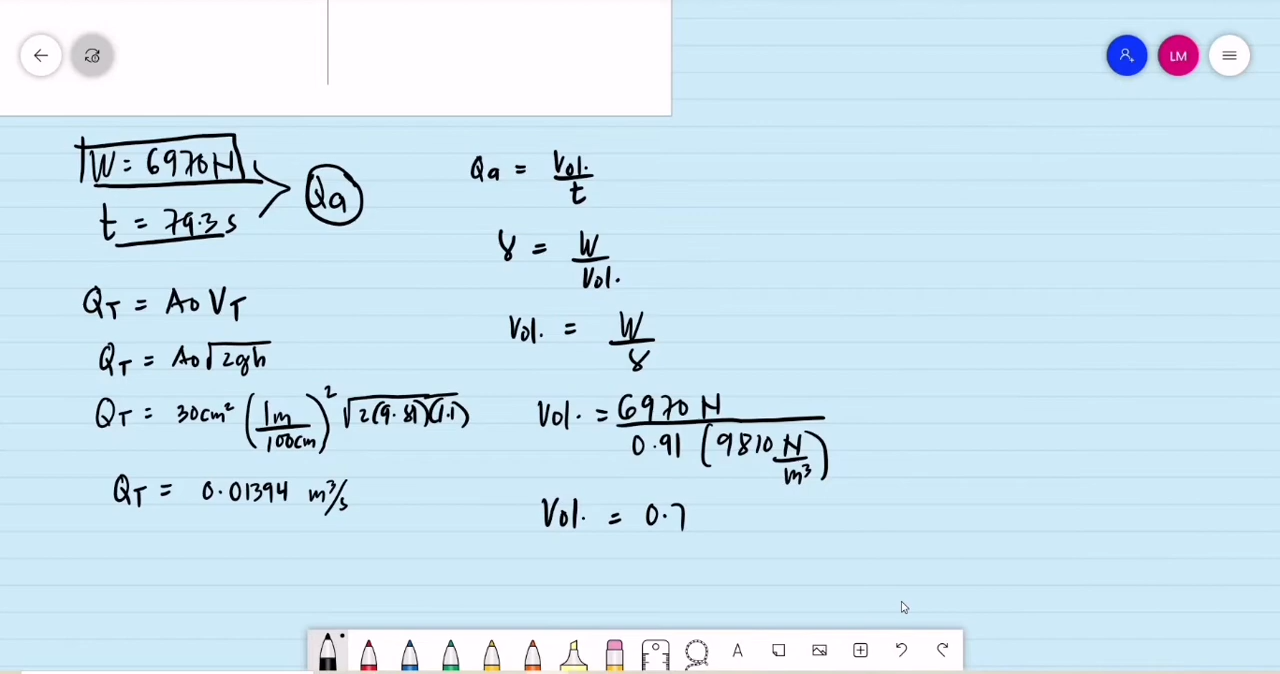 LM
W = 6970 N
t = 79.3 s
Qa
QT = Ao VT
QT = Ao √2gh
QT = 30cm² (1m/100cm)² √2(9.81)(1.1)
QT = 0.01394 m³/s
Qa = Vol./t
γ = W/Vol.
Vol. = W/γ
Vol. = 6970 N / 0.91 (9810 N/m³)
Vol. = 0.7
A